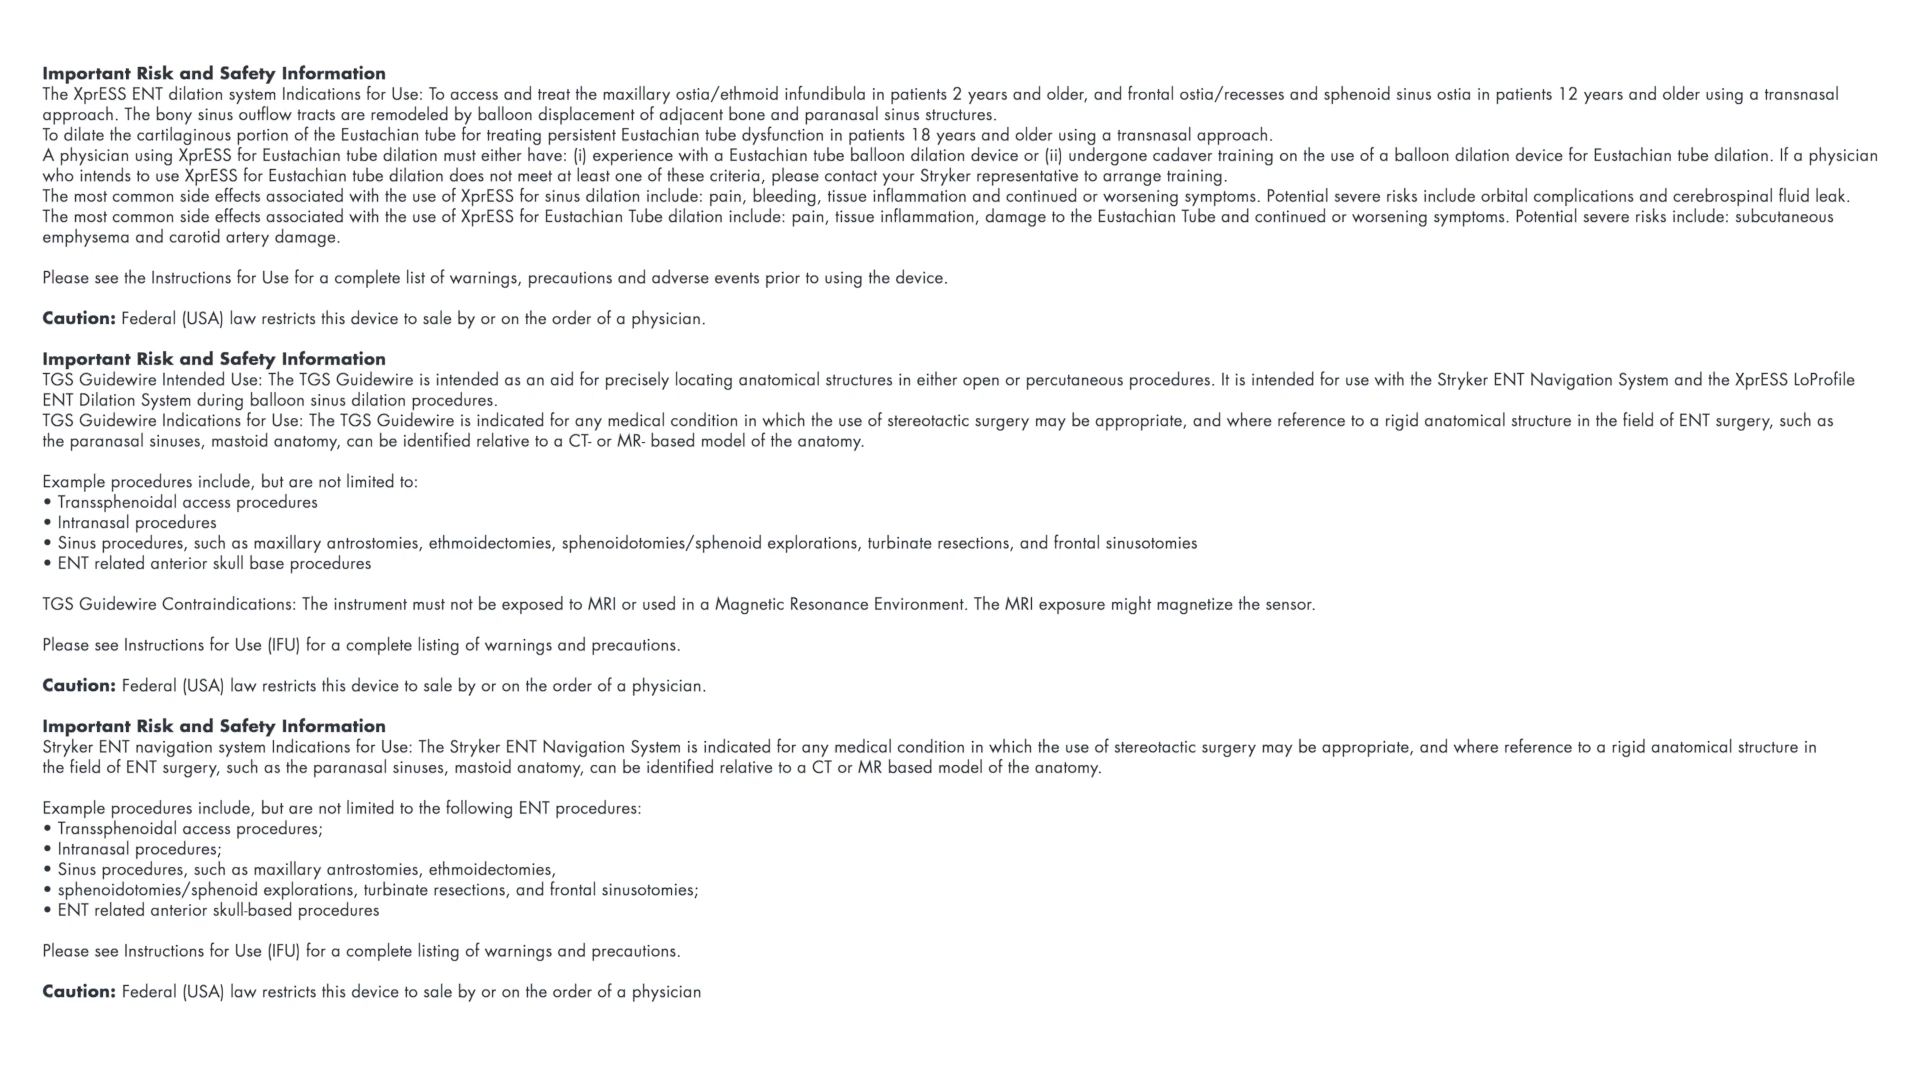 Important Risk and Safety Information
The XprESS ENT dilation system Indications for Use: To access and treat the maxillary ostia/ethmoid infundibula in patients 2 years and older, and frontal ostia/recesses and sphenoid sinus ostia in patients 12 years and older using a transnasal
approach. The bony sinus outflow tracts are remodeled by balloon displacement of adjacent bone and paranasal sinus structures.
To dilate the cartilaginous portion of the Eustachian tube for treating persistent Eustachian tube dysfunction in patients 18 years and older using a transnasal approach.
A physician using XprESS for Eustachian tube dilation must either have: (i) experience with a Eustachian tube balloon dilation device or (ii) undergone cadaver training on the use of a balloon dilation device for Eustachian tube dilation. If a physician
who intends to use XprESS for Eustachian tube dilation does not meet at least one of these criteria, please contact your Stryker representative to arrange training.
The most common side effects associated with the use of XprESS for sinus dilation include: pain, bleeding, tissue inflammation and continued or worsening symptoms. Potential severe risks include orbital complications and cerebrospinal fluid leak.
The most common side effects associated with the use of XprESS for Eustachian Tube dilation include: pain, tissue inflammation, damage to the Eustachian Tube and continued or worsening symptoms. Potential severe risks include: subcutaneous
emphysema and carotid artery damage.
Please see the Instructions for Use for a complete list of warnings, precautions and adverse events prior to using the device.
Caution: Federal (USA) law restricts this device to sale by or on the order of a physician.
Important Risk and Safety Information
TGS Guidewire Intended Use: The TGS Guidewire is intended as an aid for precisely locating anatomical structures in either open or percutaneous procedures. It is intended for use with the Stryker ENT Navigation System and the XprESS LoProfile
ENT Dilation System during balloon sinus dilation procedures.
TGS Guidewire Indications for Use: The TGS Guidewire is indicated for any medical condition in which the use of stereotactic surgery may be appropriate, and where reference to a rigid anatomical structure in the field of ENT surgery, such as
the paranasal sinuses, mastoid anatomy, can be identified relative to a CT- or MR- based model of the anatomy.
Example procedures include, but are not limited to:
• Transsphenoidal access procedures
• Intranasal procedures
• Sinus procedures, such as maxillary antrostomies, ethmoidectomies, sphenoidotomies/sphenoid explorations, turbinate resections, and frontal sinusotomies
• ENT related anterior skull base procedures
TGS Guidewire Contraindications: The instrument must not be exposed to MRI or used in a Magnetic Resonance Environment. The MRI exposure might magnetize the sensor.
Please see Instructions for Use (IFU) for a complete listing of warnings and precautions.
Caution: Federal (USA) law restricts this device to sale by or on the order of a physician.
Important Risk and Safety Information
Stryker ENT navigation system Indications for Use: The Stryker ENT Navigation System is indicated for any medical condition in which the use of stereotactic surgery may be appropriate, and where reference to a rigid anatomical structure in
the field of ENT surgery, such as the paranasal sinuses, mastoid anatomy, can be identified relative to a CT or MR based model of the anatomy.
Example procedures include, but are not limited to the following ENT procedures:
• Transsphenoidal access procedures;
• Intranasal procedures;
• Sinus procedures, such as maxillary antrostomies, ethmoidectomies,
• sphenoidotomies/sphenoid explorations, turbinate resections, and frontal sinusotomies;
• ENT related anterior skull-based procedures
Please see Instructions for Use (IFU) for a complete listing of warnings and precautions.
Caution: Federal (USA) law restricts this device to sale by or on the order of a physician